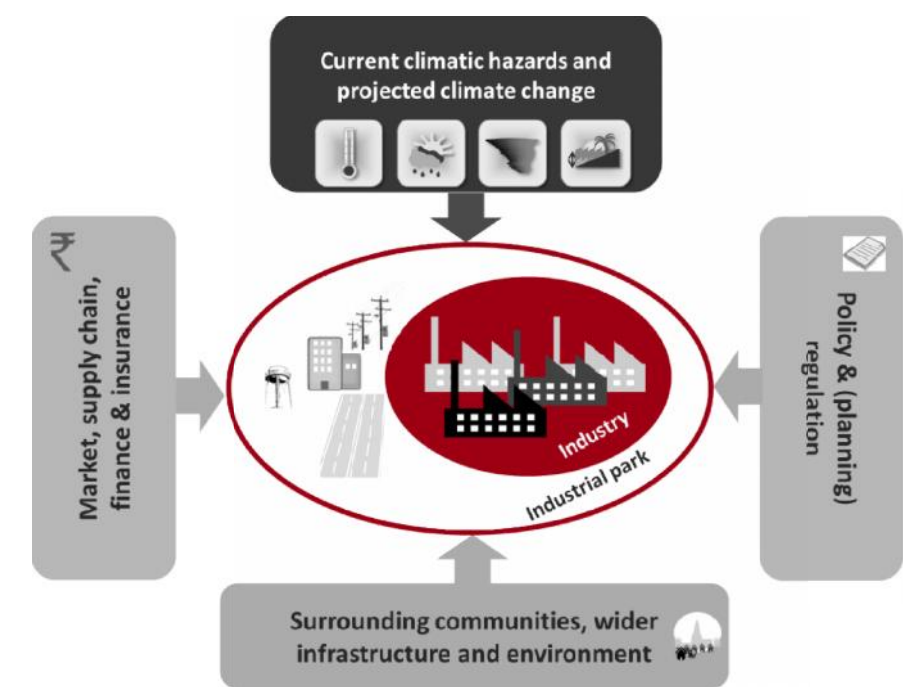 Current climatic hazards and
projected climate change
₹
Market, supply chain,
finance & insurance
Policy & (planning)
regulation
Industry
Industrial park
Surrounding communities, wider
infrastructure and environment